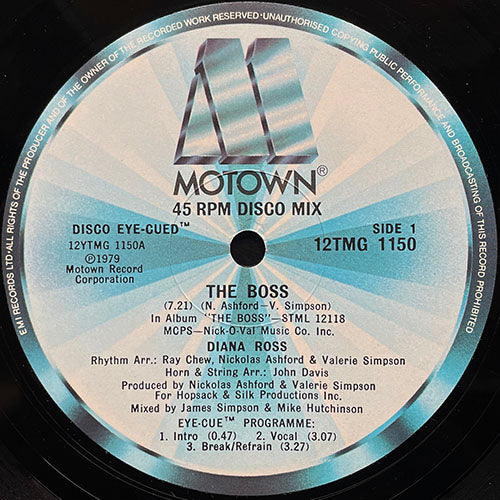 EMI RECORDS LTD·ALL RIGHTS OF THE PRODUCER AND OF THE OWNER OF THE RECORDED WORK RESERVED·UNAUTHORISED COPYING PUBLIC PERFORMANCE AND BROADCASTING OF THIS RECORD PROHIBITED
M
MOTOWN®
45 RPM DISCO MIX
DISCO EYE-CUED™
SIDE 1
12YTMG 1150A
12TMG 1150
℗1979
Motown Record
Corporation
THE BOSS
(7.21) (N. Ashford–V. Simpson)
In Album "THE BOSS"—STML 12118
MCPS—Nick-O-Val Music Co. Inc.
DIANA ROSS
Rhythm Arr.: Ray Chew, Nickolas Ashford & Valerie Simpson
Horn & String Arr.: John Davis
Produced by Nickolas Ashford & Valerie Simpson
For Hopsack & Silk Productions Inc.
Mixed by James Simpson & Mike Hutchinson
EYE-CUE™ PROGRAMME:
1. Intro (0.47) 2. Vocal (3.07)
3. Break/Refrain (3.27)